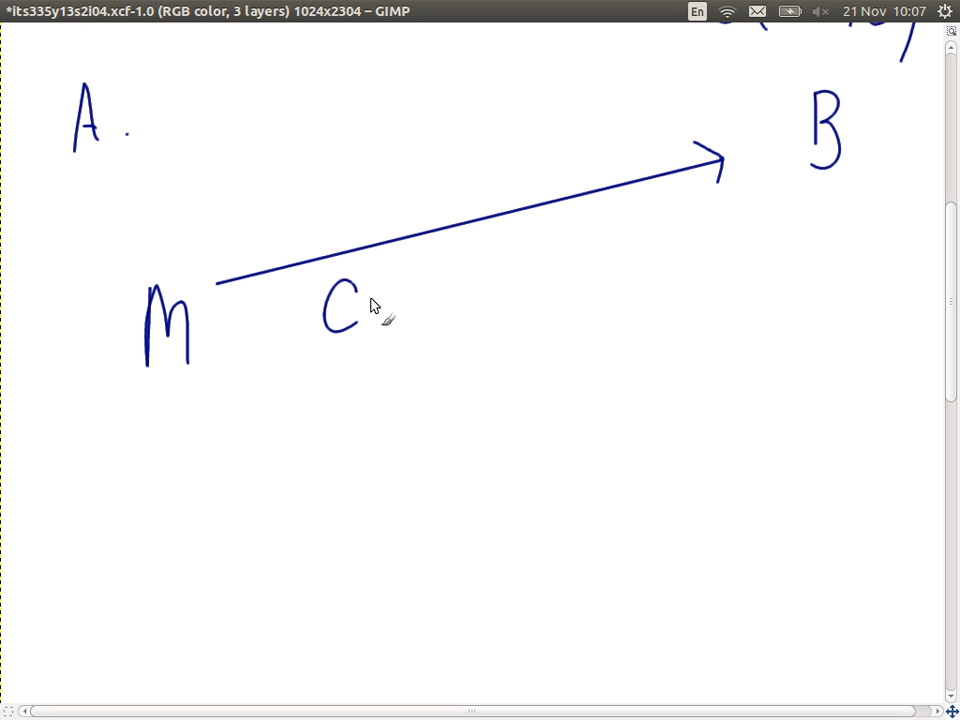 *its335y13s2i04.xcf-1.0 (RGB color, 3 layers) 1024x2304 – GIMP
En
21 Nov 10:07
A.
B
M
C